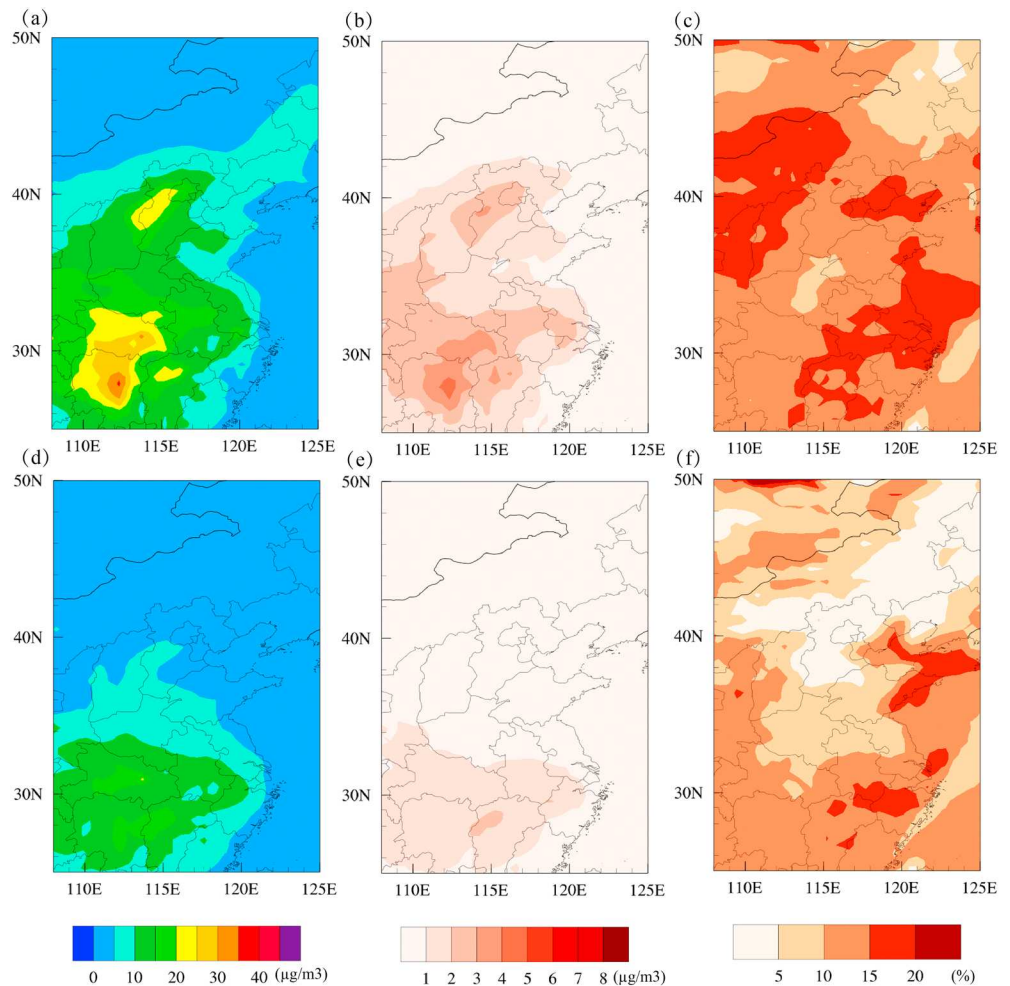 (a)
(b)
(c)
50N
40N
30N
110E 115E 120E 125E
50N
40N
30N
110E 115E 120E 125E
50N
40N
30N
110E 115E 120E 125E
(d)
(e)
(f)
50N
40N
30N
110E 115E 120E 125E
50N
40N
30N
110E 115E 120E 125E
50N
40N
30N
110E 115E 120E 125E
0 10 20 30 40 (μg/m3)
1 2 3 4 5 6 7 8 (μg/m3)
5 10 15 20 (%)